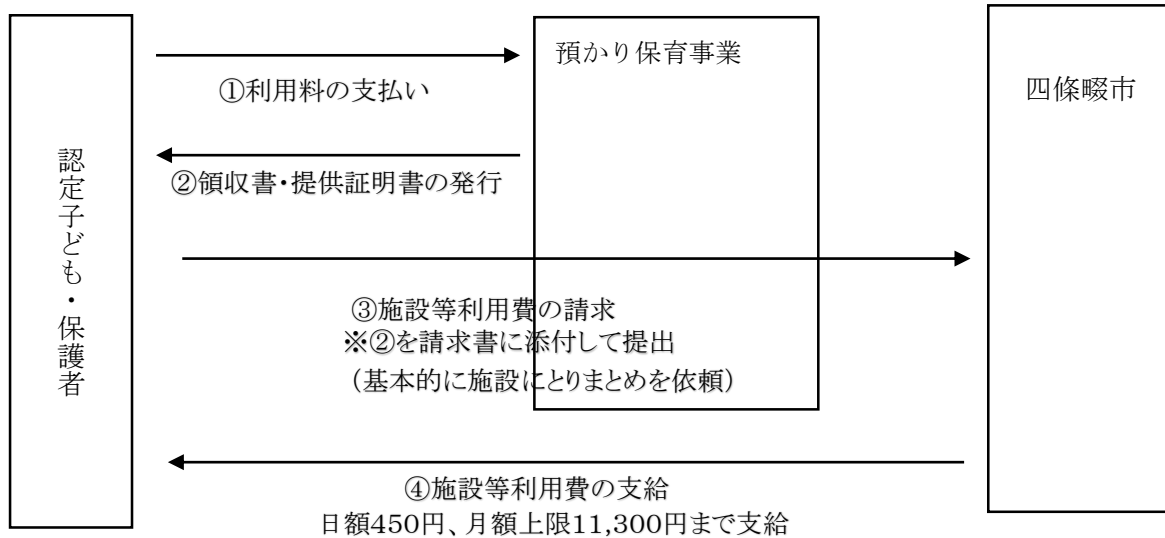 預かり保育事業
四條畷市
認定子ども・保護者
①利用料の支払い
②領収書・提供証明書の発行
③施設等利用費の請求
※②を請求書に添付して提出
（基本的に施設にとりまとめを依頼）
④施設等利用費の支給
日額450円、月額上限11,300円まで支給